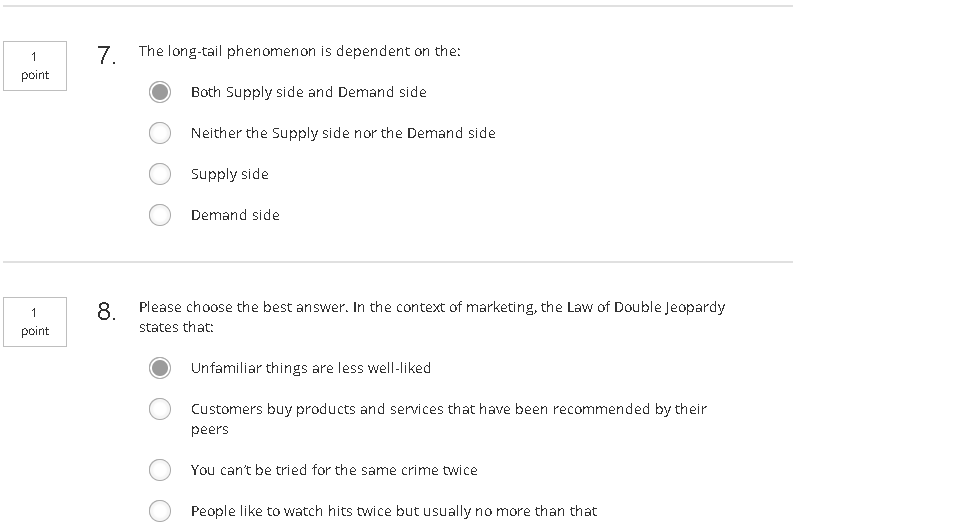 1
point
7.
The long-tail phenomenon is dependent on the:
Both Supply side and Demand side
Neither the Supply side nor the Demand side
Supply side
Demand side
1
point
8.
Please choose the best answer. In the context of marketing, the Law of Double Jeopardy
states that:
Unfamiliar things are less well-liked
Customers buy products and services that have been recommended by their
peers
You can't be tried for the same crime twice
People like to watch hits twice but usually no more than that